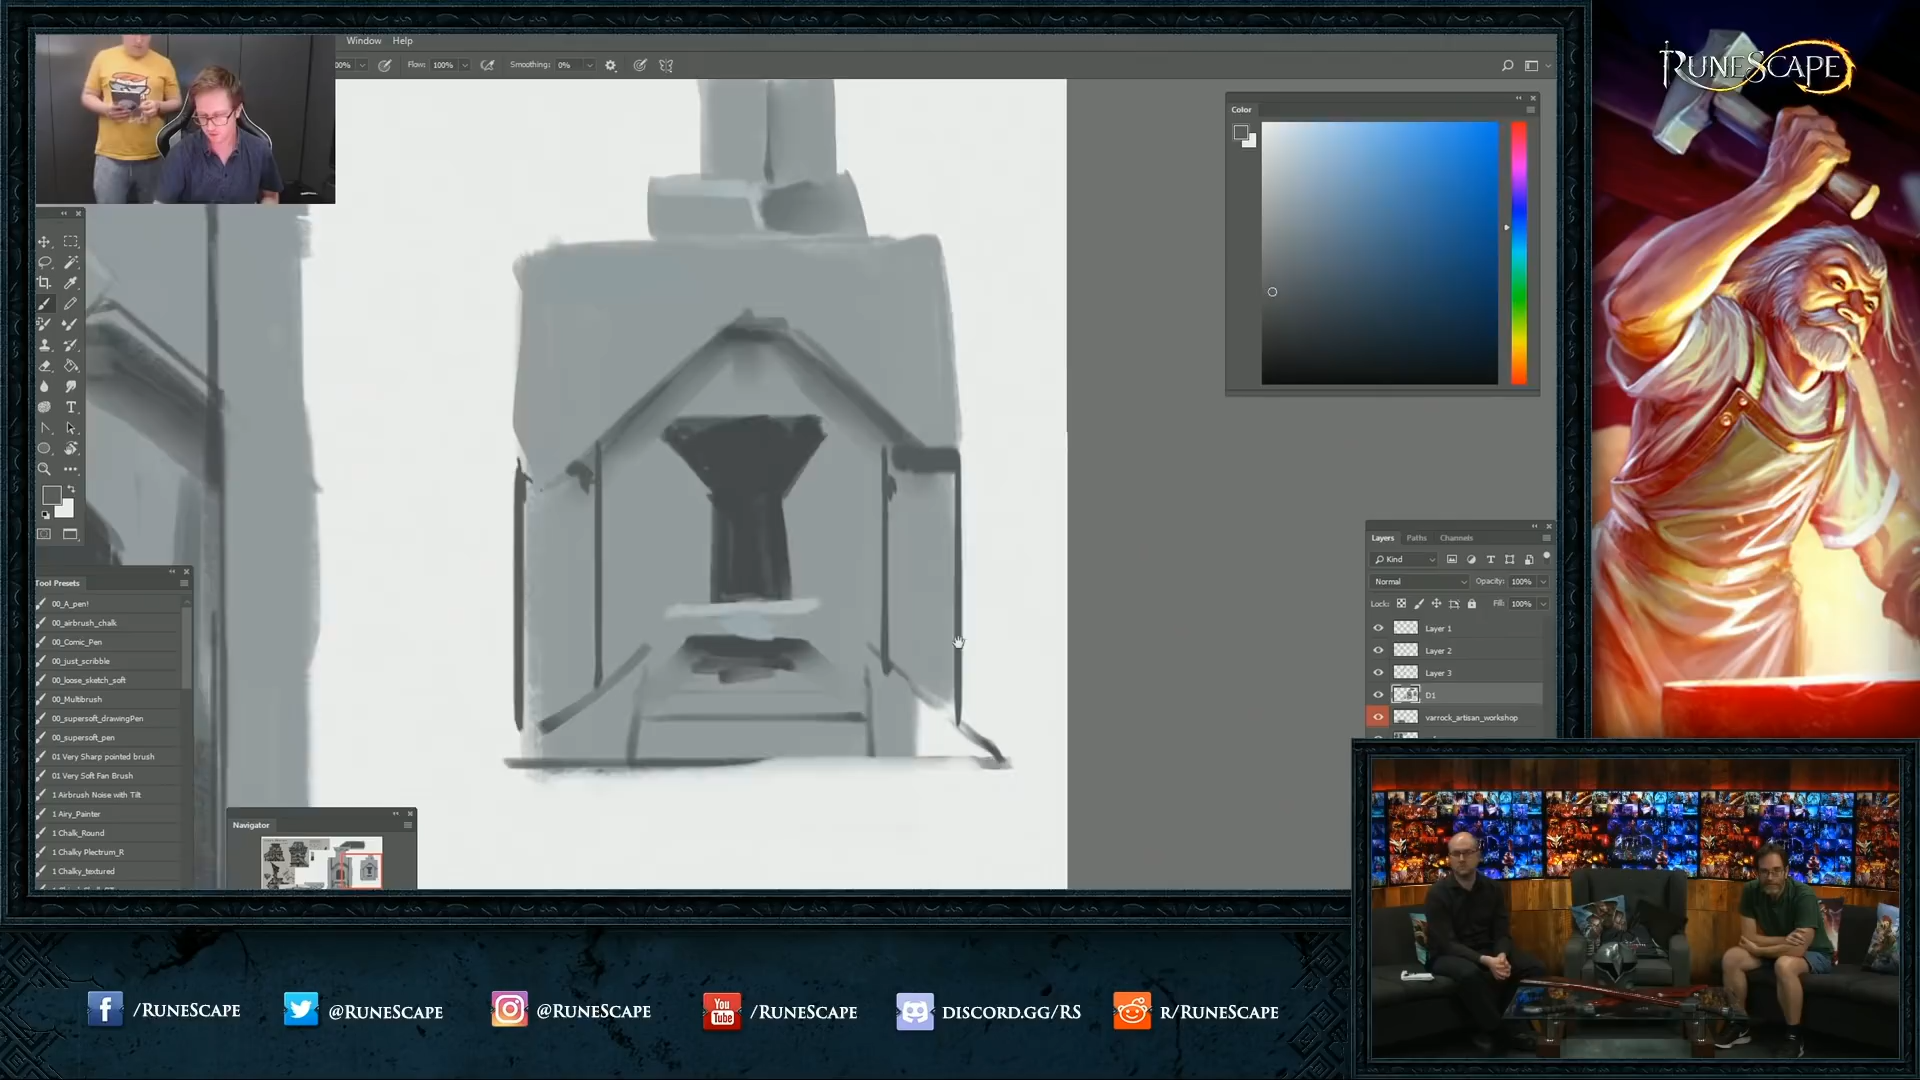 Window Help
00% Flow: 100% Smoothing: 0%
RUNESCAPE
Color
Tool Presets
00_A_pen!
00_airbrush_chalk
00_Comic_Pen
00_just_scribble
00_loose_sketch_soft
00_Multibrush
00_supersoft_drawingPen
00_supersoft_pen
01 Very Sharp pointed brush
01 Very Soft Fan Brush
1 Airbrush Noise with Tilt
1 Airy_Painter
1 Chalk_Round
1 Chalky Plectrum_R
1 Chalky_textured
Navigator
Layers Paths Channels
Kind
Normal Opacity: 100%
Lock: Fill: 100%
Layer 1
Layer 2
Layer 3
D1
varrock_artisan_workshop
/RUNESCAPE
@RUNESCAPE
@RUNESCAPE
You Tube /RUNESCAPE
DISCORD.GG/RS
R/RUNESCAPE